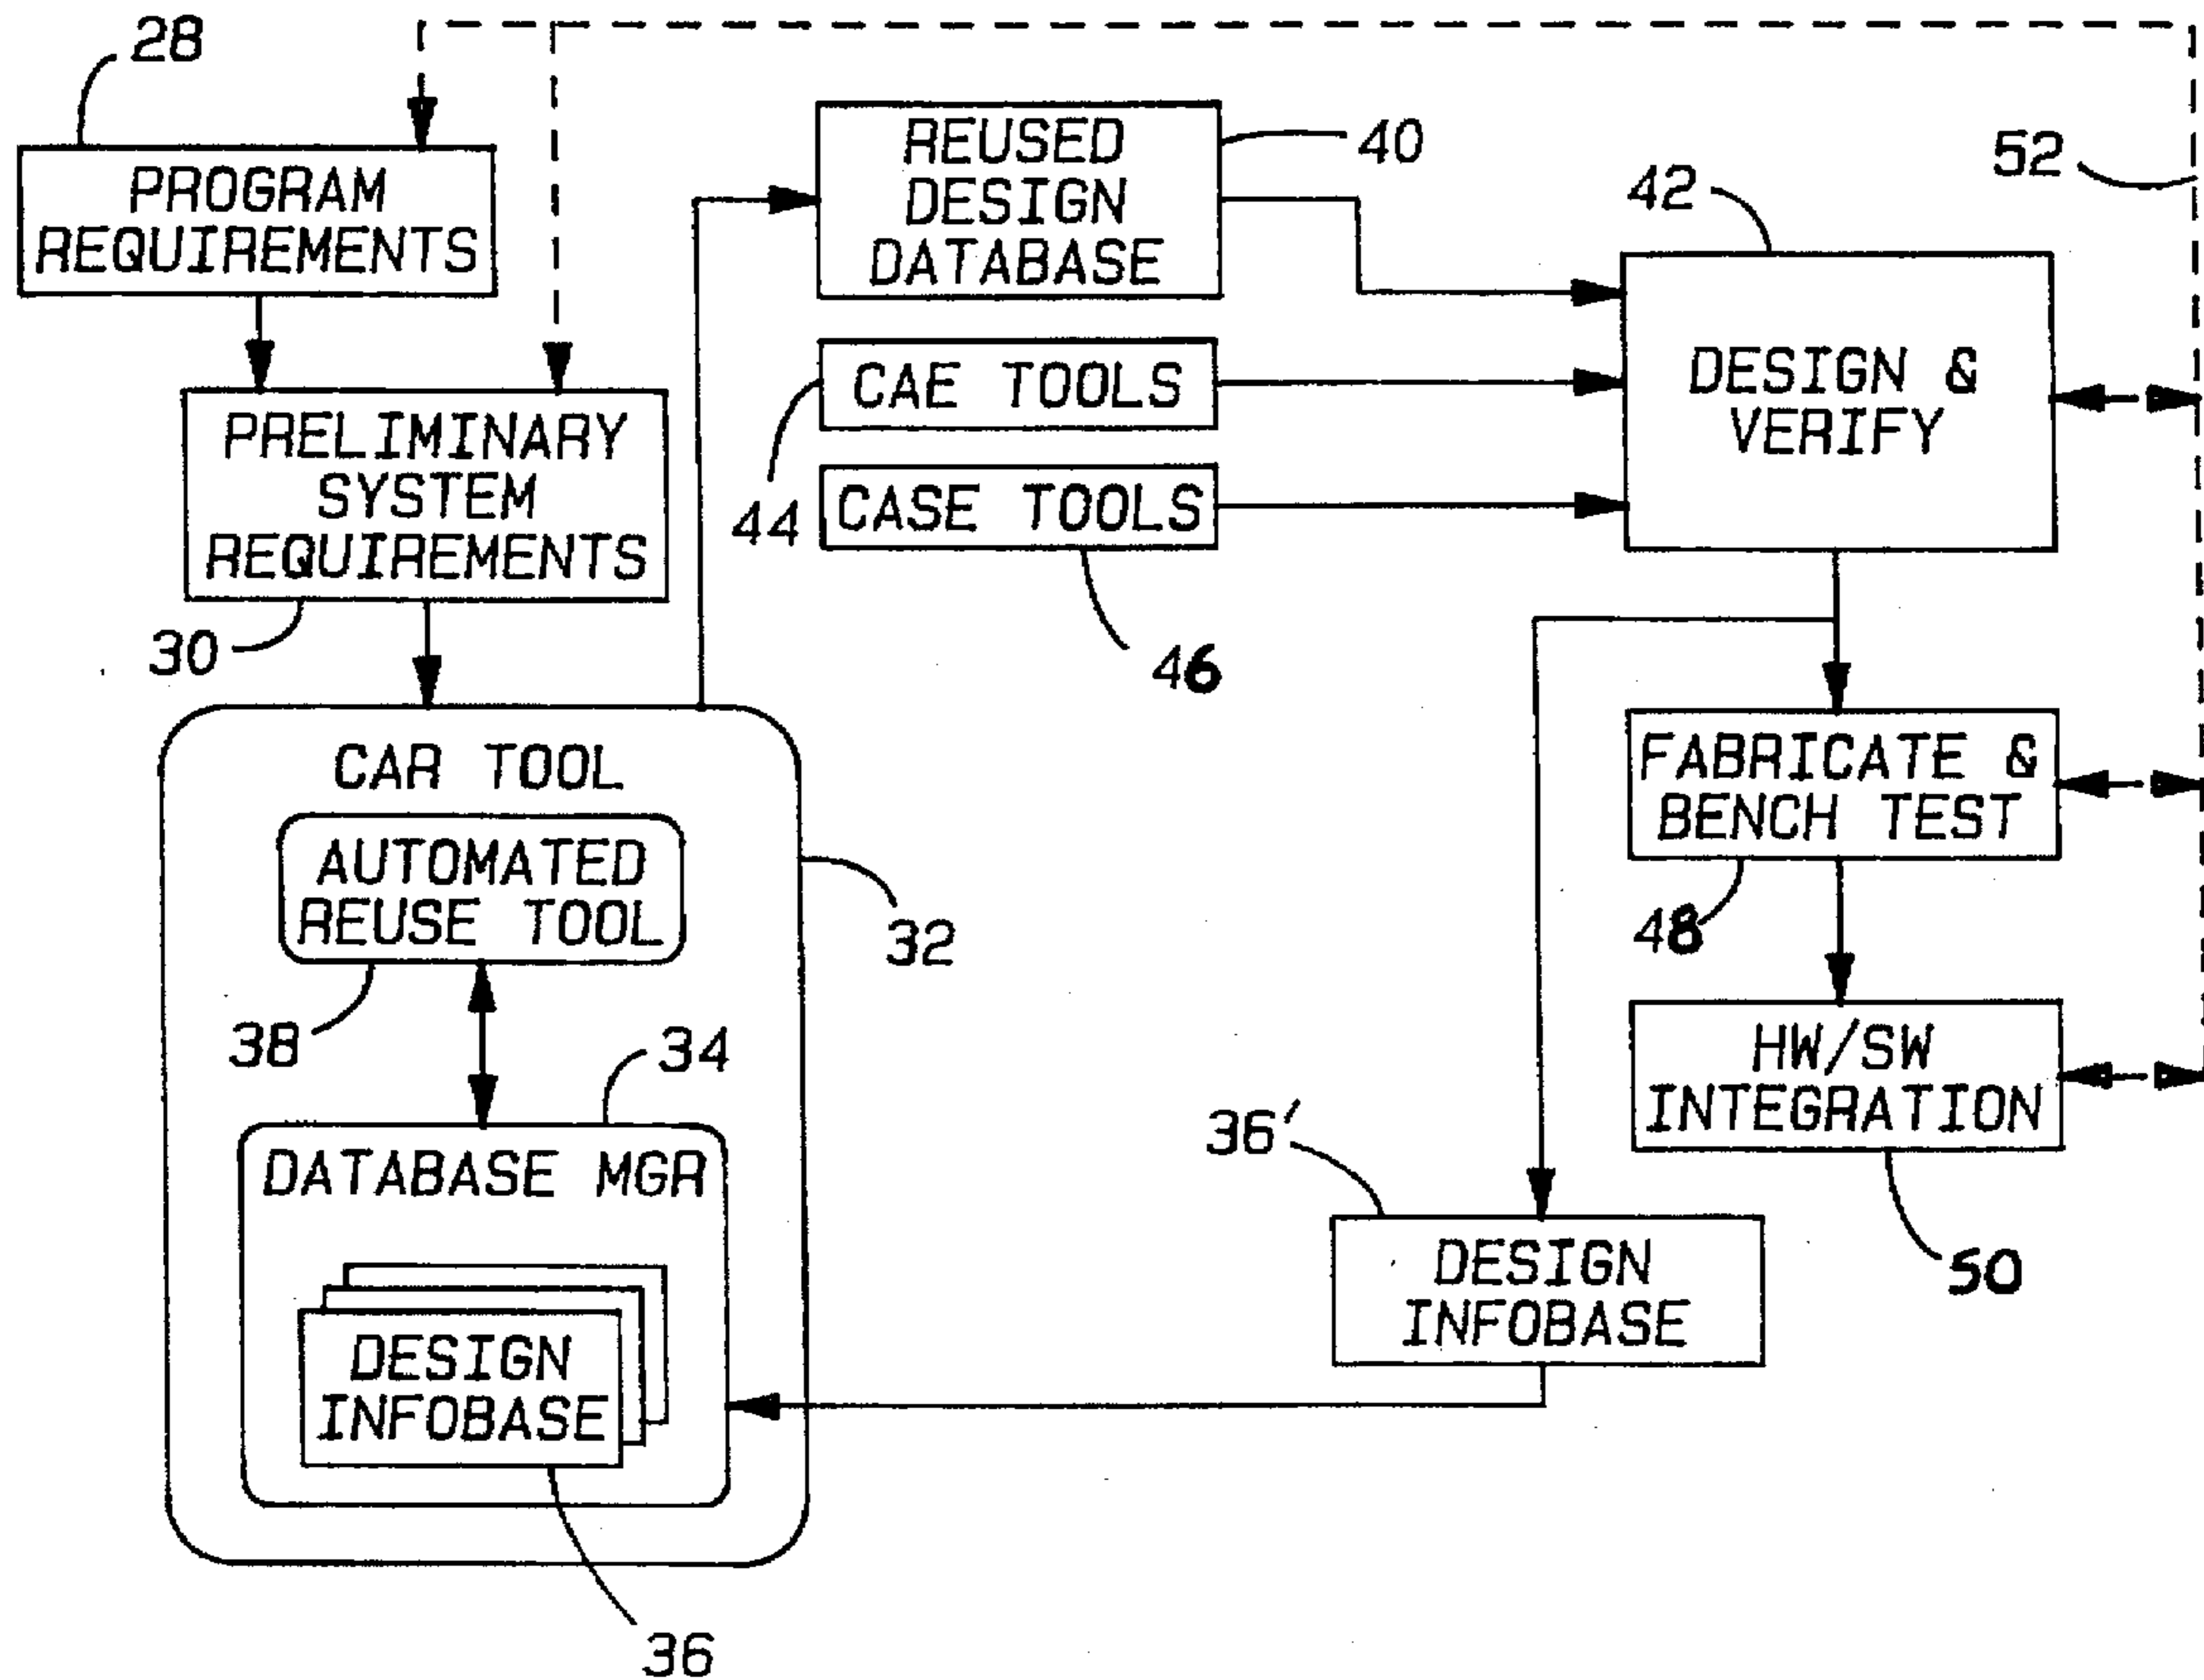 28
PROGRAM
REQUIREMENTS
PRELIMINARY
SYSTEM
REQUIREMENTS
30
REUSED
DESIGN
DATABASE
40
CAE TOOLS
44
CASE TOOLS
46
42
DESIGN &
VERIFY
52
FABRICATE &
BENCH TEST
48
HW/SW
INTEGRATION
50
CAR TOOL
32
AUTOMATED
REUSE TOOL
38
34
DATABASE MGR
DESIGN
INFOBASE
36
36'
DESIGN
INFOBASE